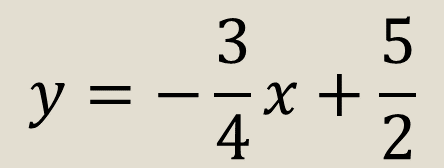 y = −3/4 x + 5/2